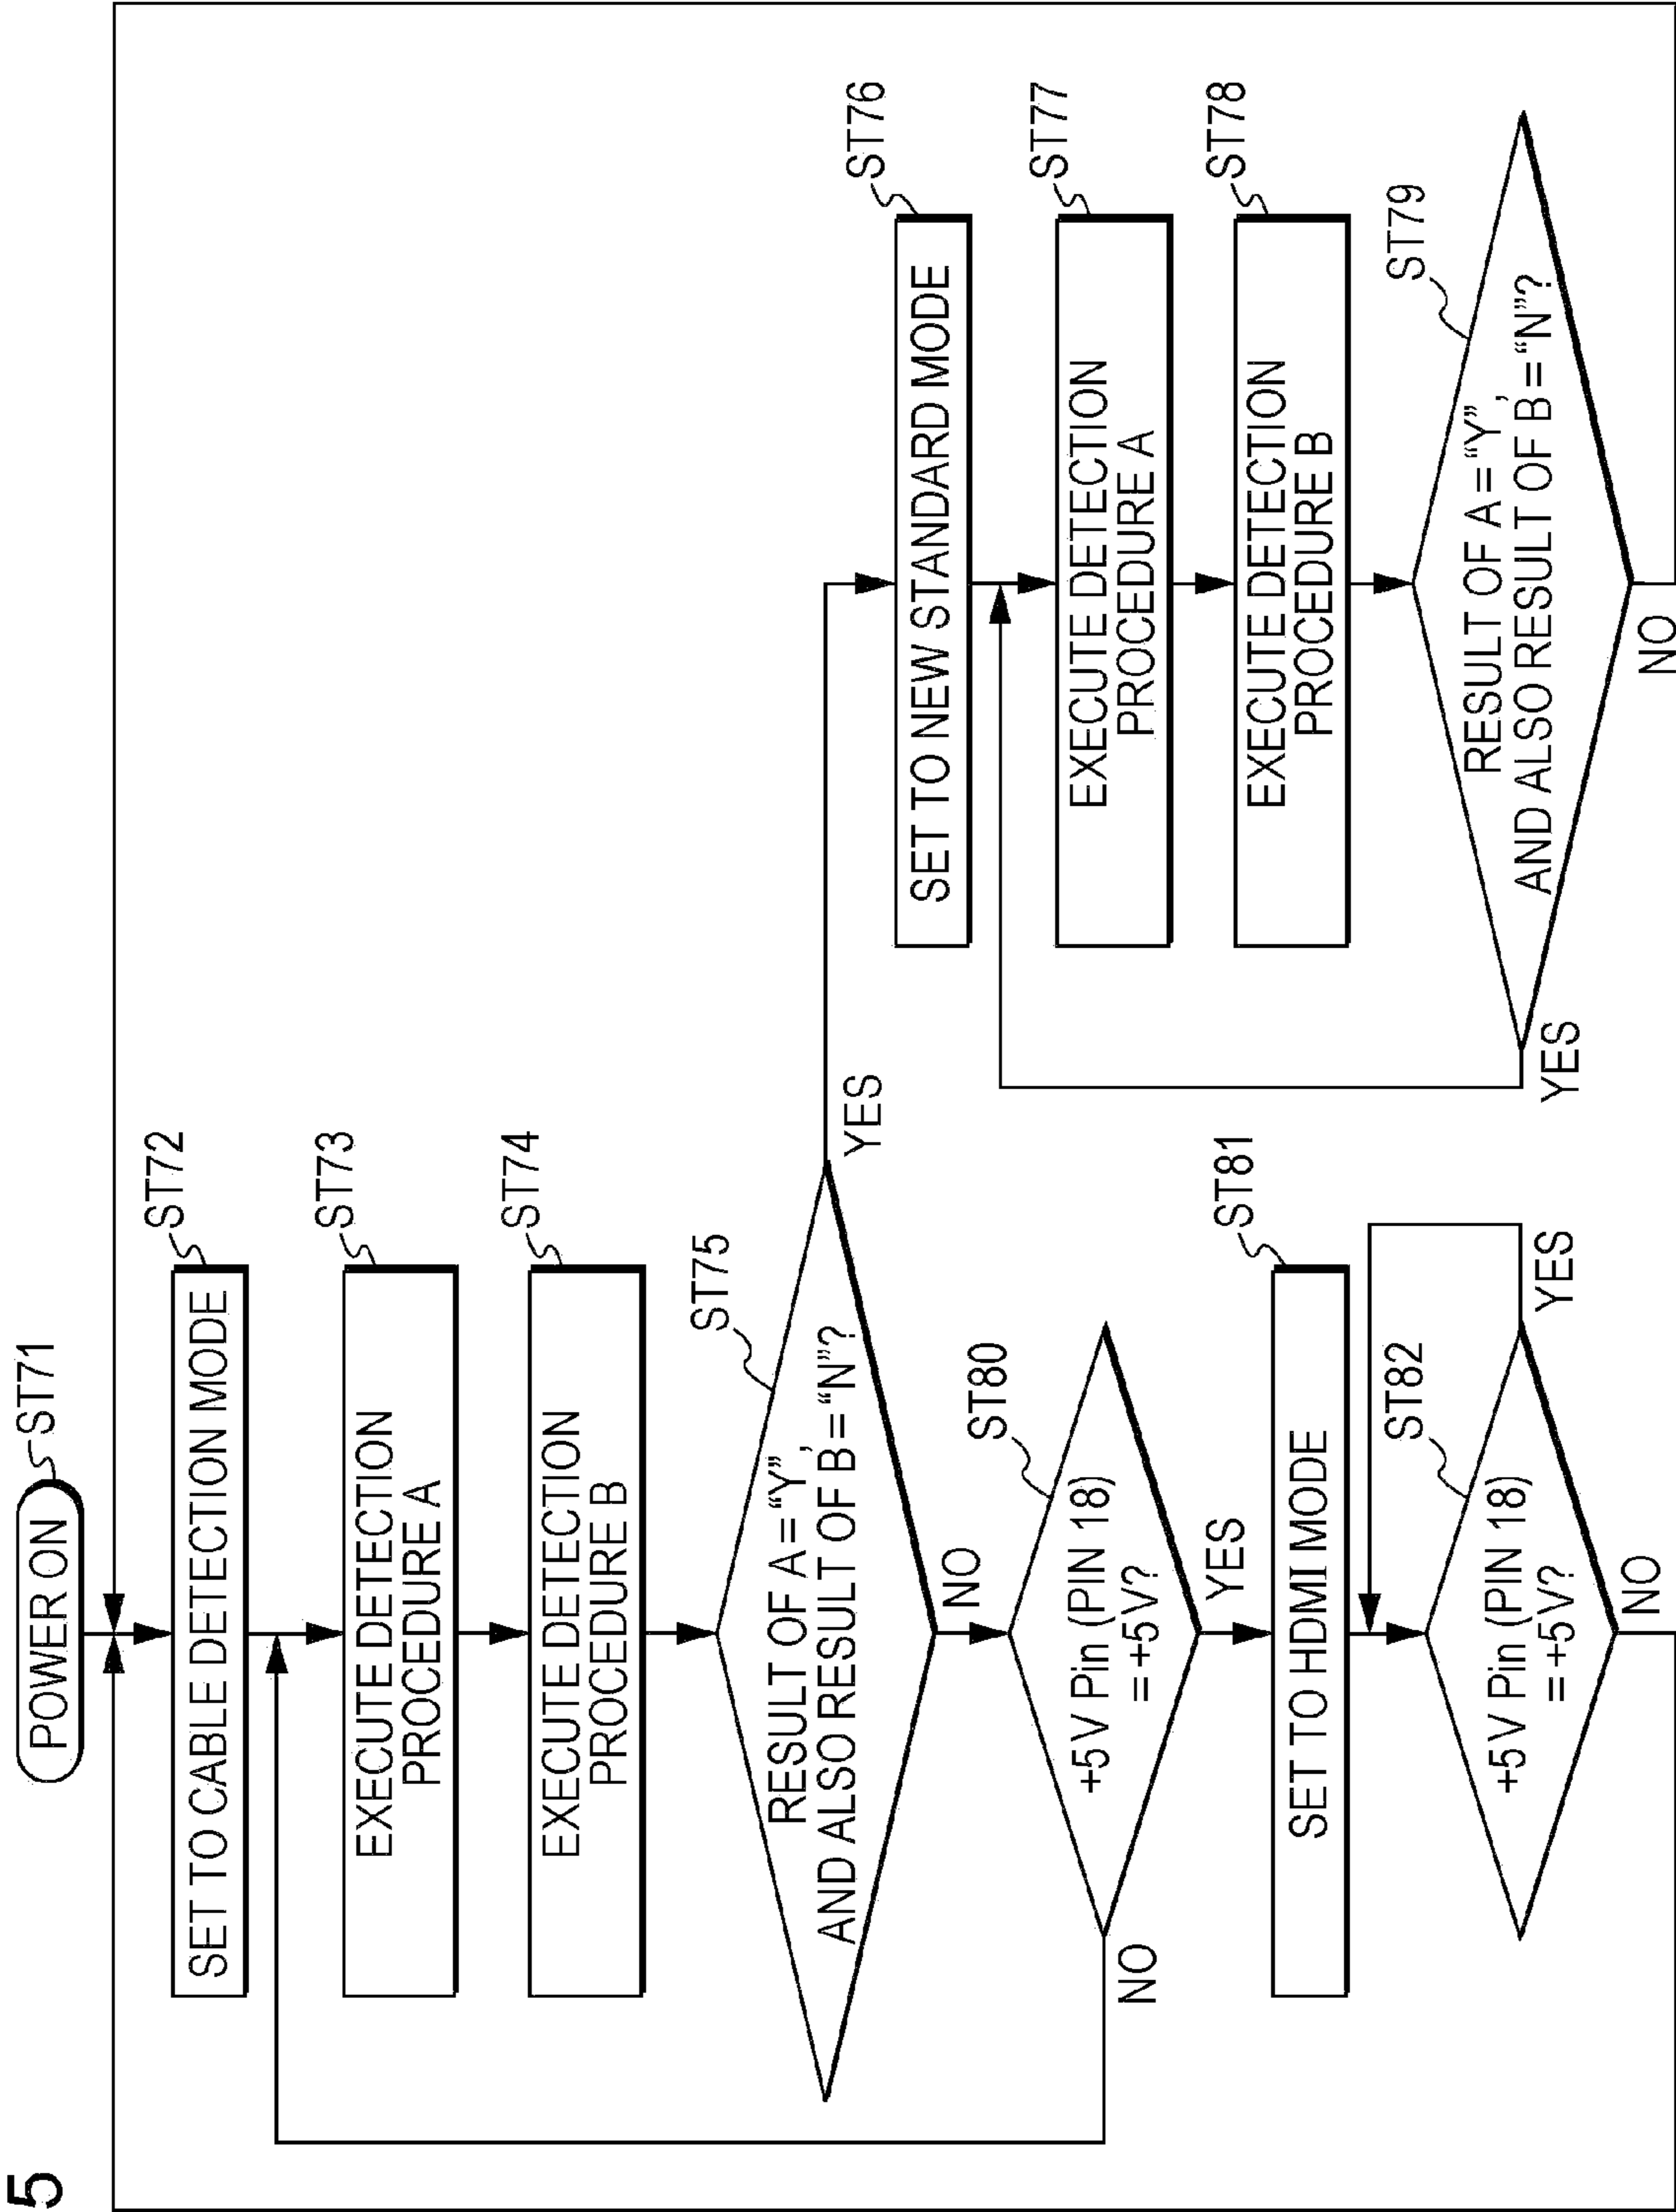 5
POWER ON
ST71
SET TO CABLE DETECTION MODE
ST72
EXECUTE DETECTION
PROCEDURE A
ST73
EXECUTE DETECTION
PROCEDURE B
ST74
RESULT OF A = “Y”,
AND ALSO RESULT OF B = “N”?
ST75
YES
NO
SET TO NEW STANDARD MODE
ST76
EXECUTE DETECTION
PROCEDURE A
ST77
EXECUTE DETECTION
PROCEDURE B
ST78
RESULT OF A = “Y”,
AND ALSO RESULT OF B = “N”?
ST79
YES
NO
+5 V Pin (PIN 18)
= +5 V?
ST80
NO
YES
SET TO HDMI MODE
ST81
+5 V Pin (PIN 18)
= +5 V?
ST82
YES
NO